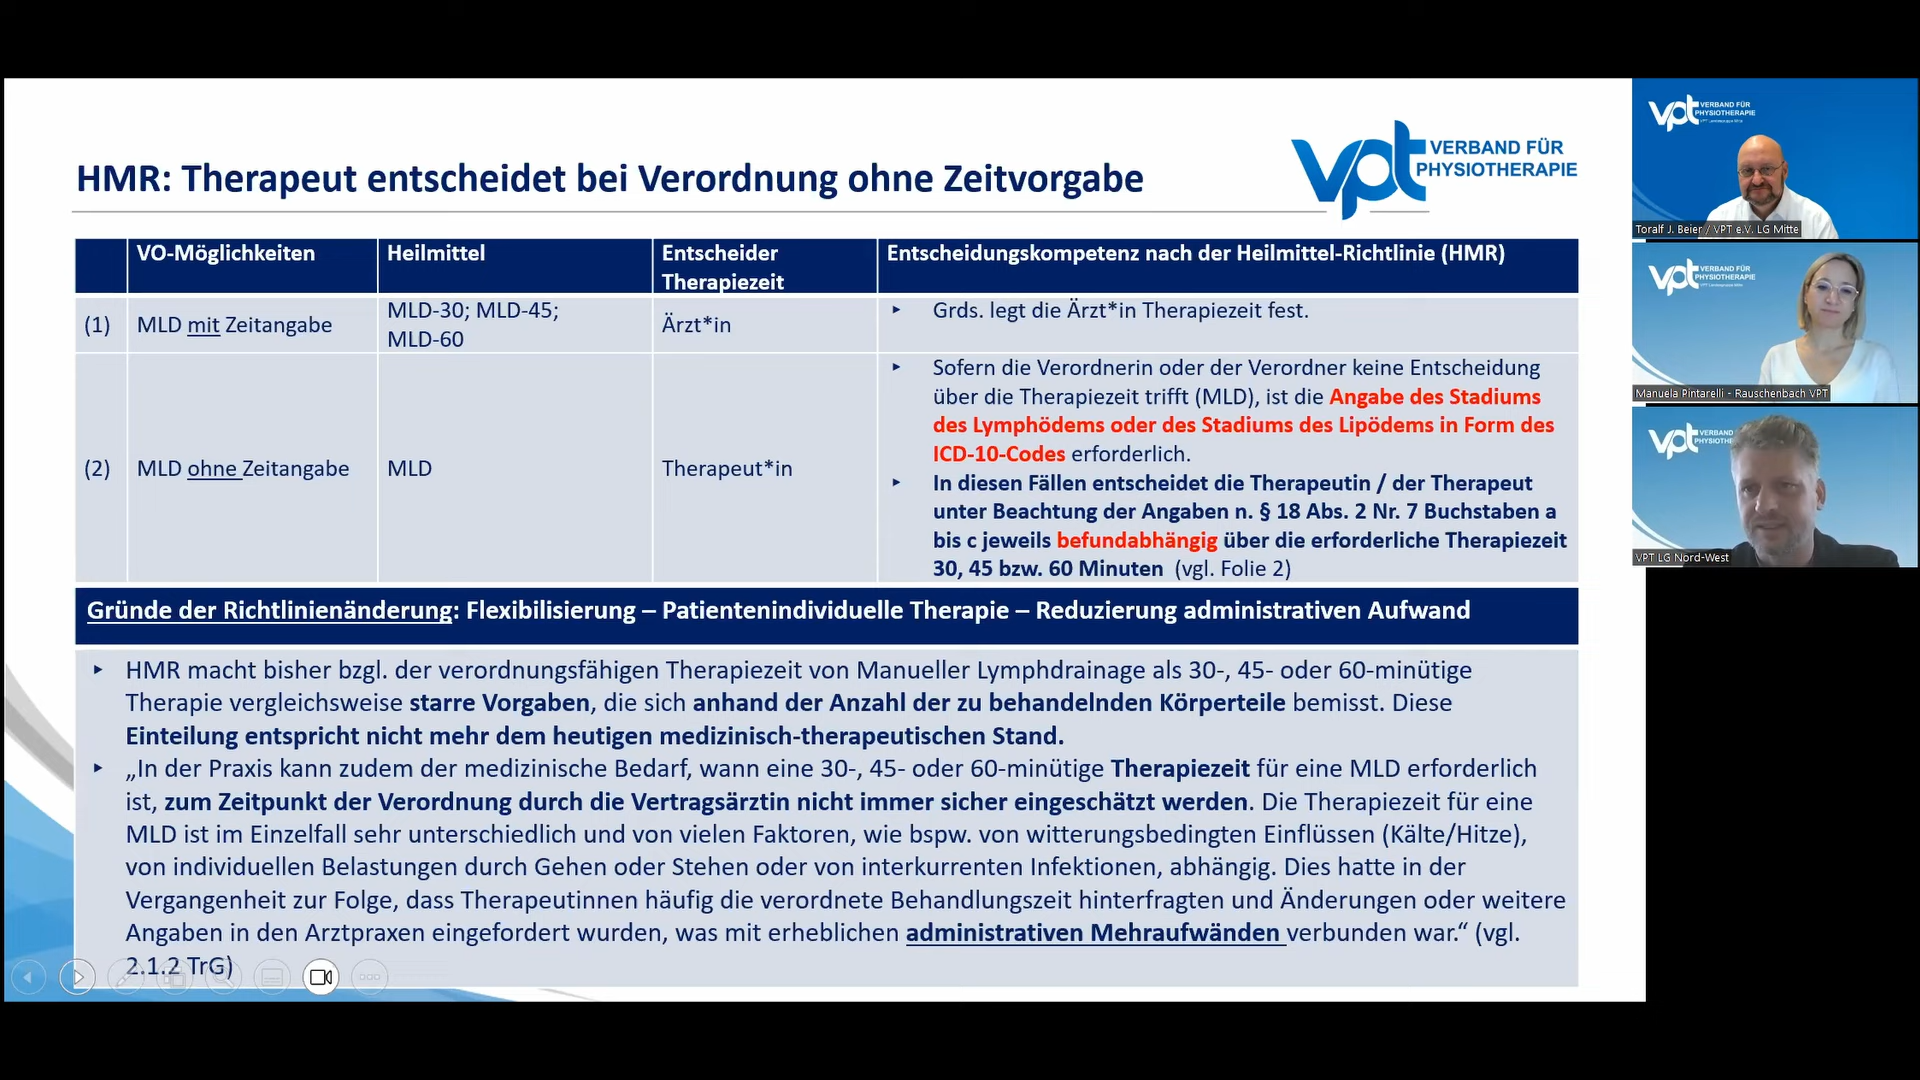 HMR: Therapeut entscheidet bei Verordnung ohne Zeitvorgabe
vpt VERBAND FÜR
PHYSIOTHERAPIE
VO-Möglichkeiten
Heilmittel
Entscheider
Therapiezeit
Entscheidungskompetenz nach der Heilmittel-Richtlinie (HMR)
(1)
MLD mit Zeitangabe
MLD-30; MLD-45;
MLD-60
Ärzt*in
Grds. legt die Ärzt*in Therapiezeit fest.
(2)
MLD ohne Zeitangabe
MLD
Therapeut*in
Sofern die Verordnerin oder der Verordner keine Entscheidung
über die Therapiezeit trifft (MLD), ist die Angabe des Stadiums
des Lymphödems oder des Stadiums des Lipödems in Form des
ICD-10-Codes erforderlich.
In diesen Fällen entscheidet die Therapeutin / der Therapeut
unter Beachtung der Angaben n. § 18 Abs. 2 Nr. 7 Buchstaben a
bis c jeweils befundabhängig über die erforderliche Therapiezeit
30, 45 bzw. 60 Minuten (vgl. Folie 2)
Gründe der Richtlinienänderung: Flexibilisierung – Patientenindividuelle Therapie – Reduzierung administrativen Aufwand
HMR macht bisher bzgl. der verordnungsfähigen Therapiezeit von Manueller Lymphdrainage als 30-, 45- oder 60-minütige
Therapie vergleichsweise starre Vorgaben, die sich anhand der Anzahl der zu behandelnden Körperteile bemisst. Diese
Einteilung entspricht nicht mehr dem heutigen medizinisch-therapeutischen Stand.
„In der Praxis kann zudem der medizinische Bedarf, wann eine 30-, 45- oder 60-minütige Therapiezeit für eine MLD erforderlich
ist, zum Zeitpunkt der Verordnung durch die Vertragsärztin nicht immer sicher eingeschätzt werden. Die Therapiezeit für eine
MLD ist im Einzelfall sehr unterschiedlich und von vielen Faktoren, wie bspw. von witterungsbedingten Einflüssen (Kälte/Hitze),
von individuellen Belastungen durch Gehen oder Stehen oder von interkurrenten Infektionen, abhängig. Dies hatte in der
Vergangenheit zur Folge, dass Therapeutinnen häufig die verordnete Behandlungszeit hinterfragten und Änderungen oder weitere
Angaben in den Arztpraxen eingefordert wurden, was mit erheblichen administrativen Mehraufwänden verbunden war.“ (vgl.
2.1.2 TrG)
vpt VERBAND FÜR
PHYSIOTHERAPIE
Toralf J. Beier / VPT e.V. LG Mitte
vpt VERBAND FÜR
PHYSIOTHERAPIE
Manuela Pintarelli - Rauschenbach VPT
vpt VERBAND
PHYSIOTHE
VPT LG Nord-West